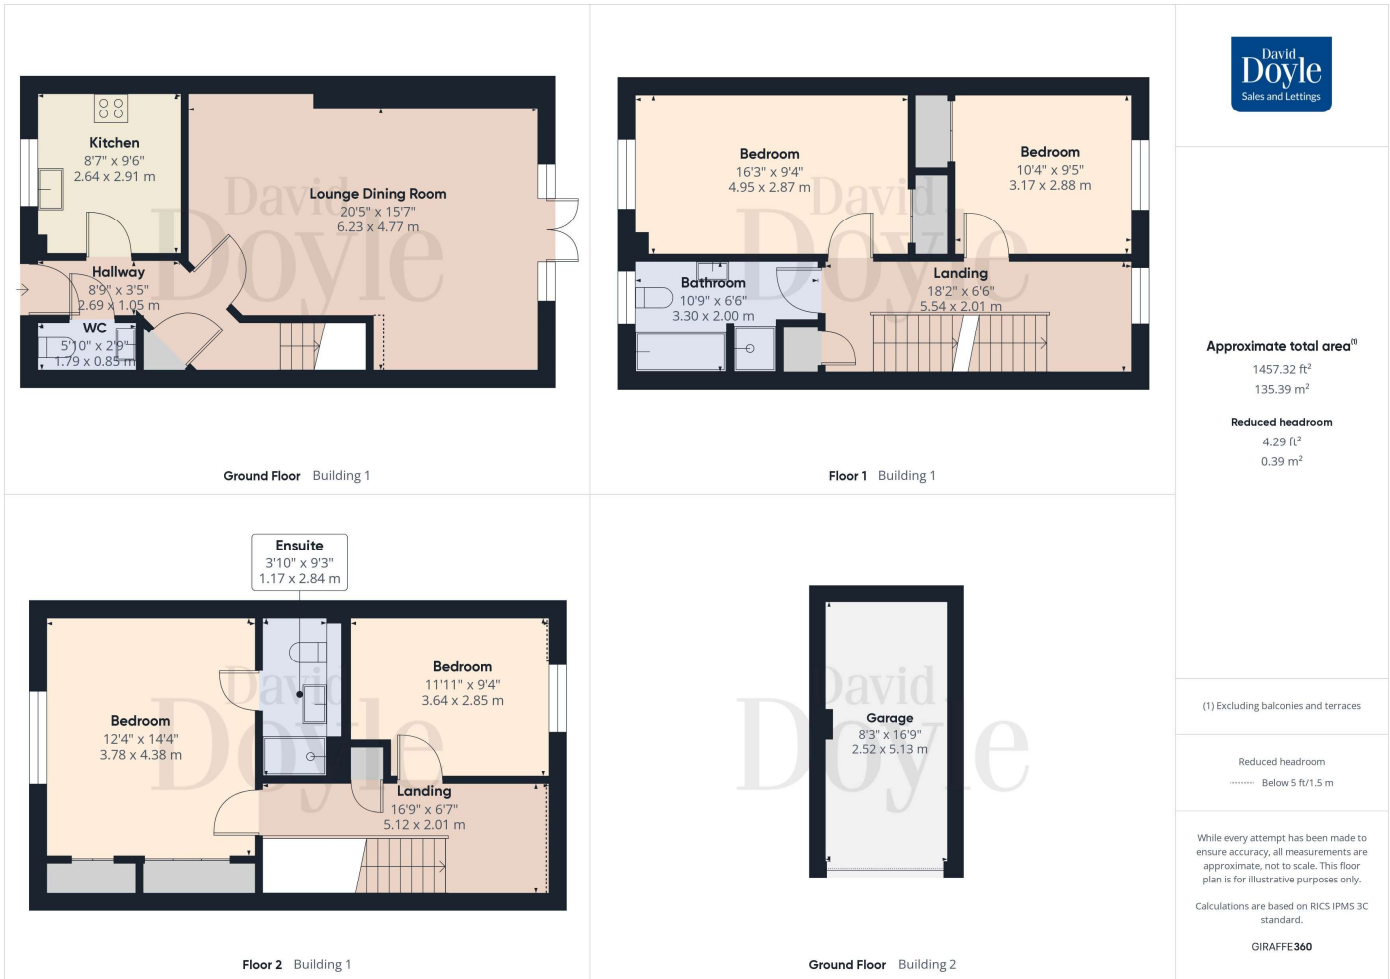 Kitchen
8'7" x 9'6"
2.64 x 2.91 m
Lounge Dining Room
20'5" x 15'7"
6.23 x 4.77 m
Hallway
8'9" x 3'5"
2.69 x 1.05 m
WC
5'10" x 2'9"
1.79 x 0.85 m
David
Doyle
Ground Floor Building 1
Bedroom
16'3" x 9'4"
4.95 x 2.87 m
Bedroom
10'4" x 9'5"
3.17 x 2.88 m
Bathroom
10'9" x 6'6"
3.30 x 2.00 m
Landing
18'2" x 6'6"
5.54 x 2.01 m
David
Doyle
Floor 1 Building 1
Ensuite
3'10" x 9'3"
1.17 x 2.84 m
Bedroom
12'4" x 14'4"
3.78 x 4.38 m
Bedroom
11'11" x 9'4"
3.64 x 2.85 m
Landing
16'9" x 6'7"
5.12 x 2.01 m
David
Doyle
Floor 2 Building 1
Garage
8'3" x 16'9"
2.52 x 5.13 m
David
Doyle
Ground Floor Building 2
David
Doyle
Sales and Lettings
Approximate total area(1)
1457.32 ft²
135.39 m²
Reduced headroom
4.29 ft²
0.39 m²
(1) Excluding balconies and terraces
Reduced headroom
Below 5 ft/1.5 m
While every attempt has been made to
ensure accuracy, all measurements are
approximate, not to scale. This floor
plan is for illustrative purposes only.
Calculations are based on RICS IPMS 3C
standard.
GIRAFFE360